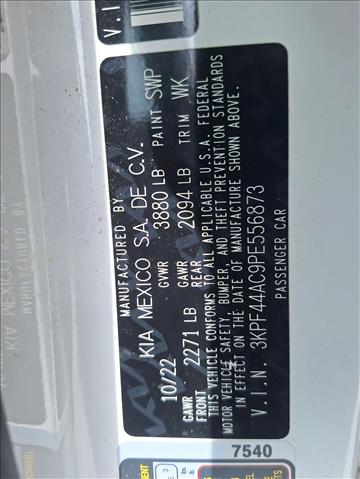 MANUFACTURED BY
KIA MEXICO S.A. DE C.V.
10/22 GVWR 3880 LB PAINT SWP
GAWR FRONT 2271 LB GAWR REAR 2094 LB TRIM WK
THIS VEHICLE CONFORMS TO ALL APPLICABLE U.S.A. FEDERAL
MOTOR VEHICLE SAFETY, BUMPER, AND THEFT PREVENTION STANDARDS
IN EFFECT ON THE DATE OF MANUFACTURE SHOWN ABOVE.
V.I.N. 3KPF44AC9PE556873
PASSENGER CAR
7540
V.I